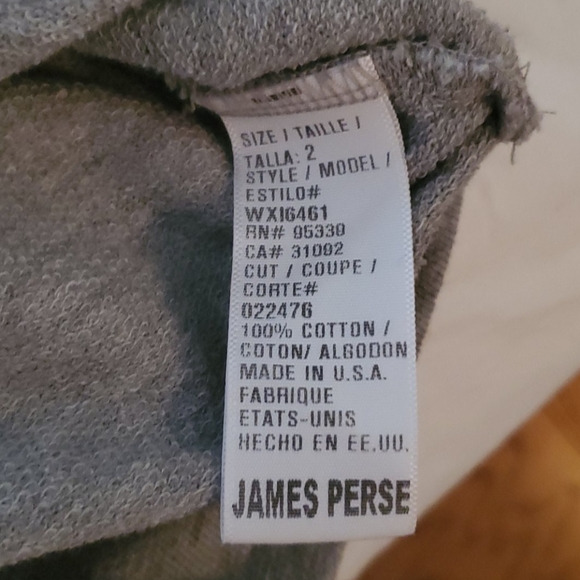 SIZE / TAILLE /
TALLA: 2
STYLE / MODEL /
ESTILO#
WXI6461
RN# 95339
CA# 31092
CUT / COUPE /
CORTE#
022476
100% COTTON /
COTON/ ALGODON
MADE IN U.S.A.
FABRIQUE
ETATS-UNIS
HECHO EN EE.UU.
JAMES PERSE